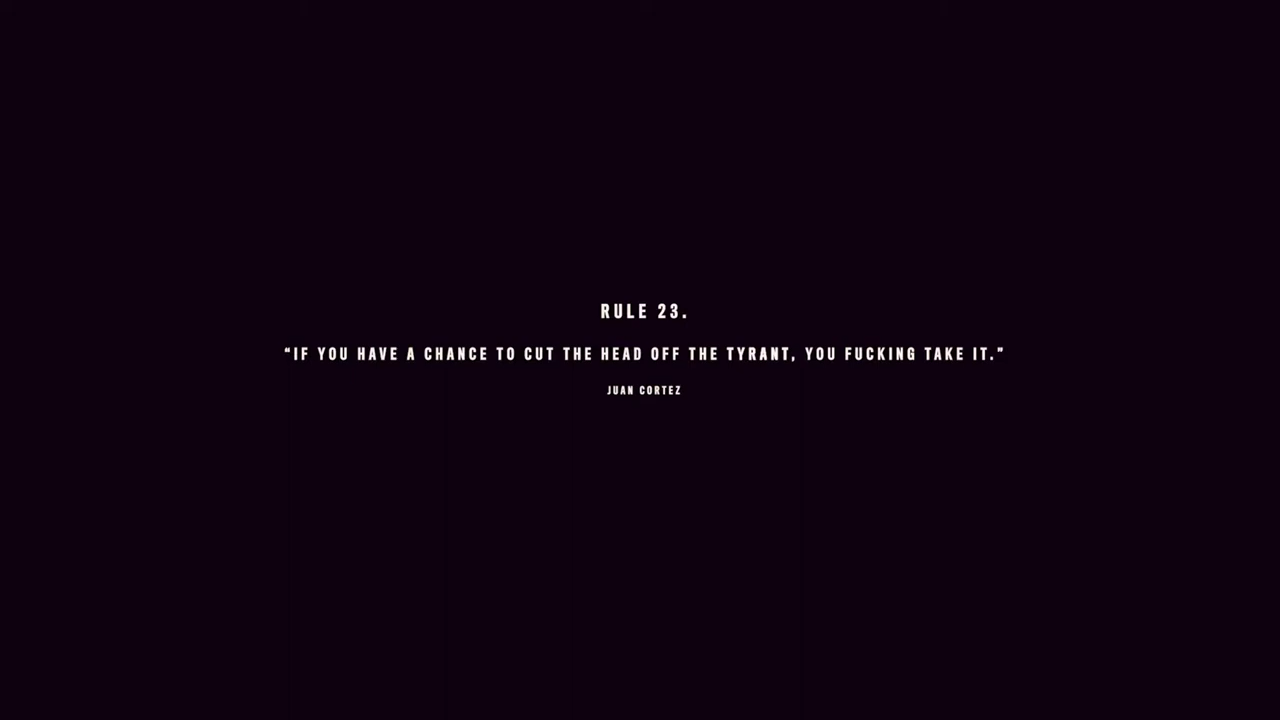 RULE 23.
“IF YOU HAVE A CHANCE TO CUT THE HEAD OFF THE TYRANT, YOU FUCKING TAKE IT.”
JUAN CORTEZ